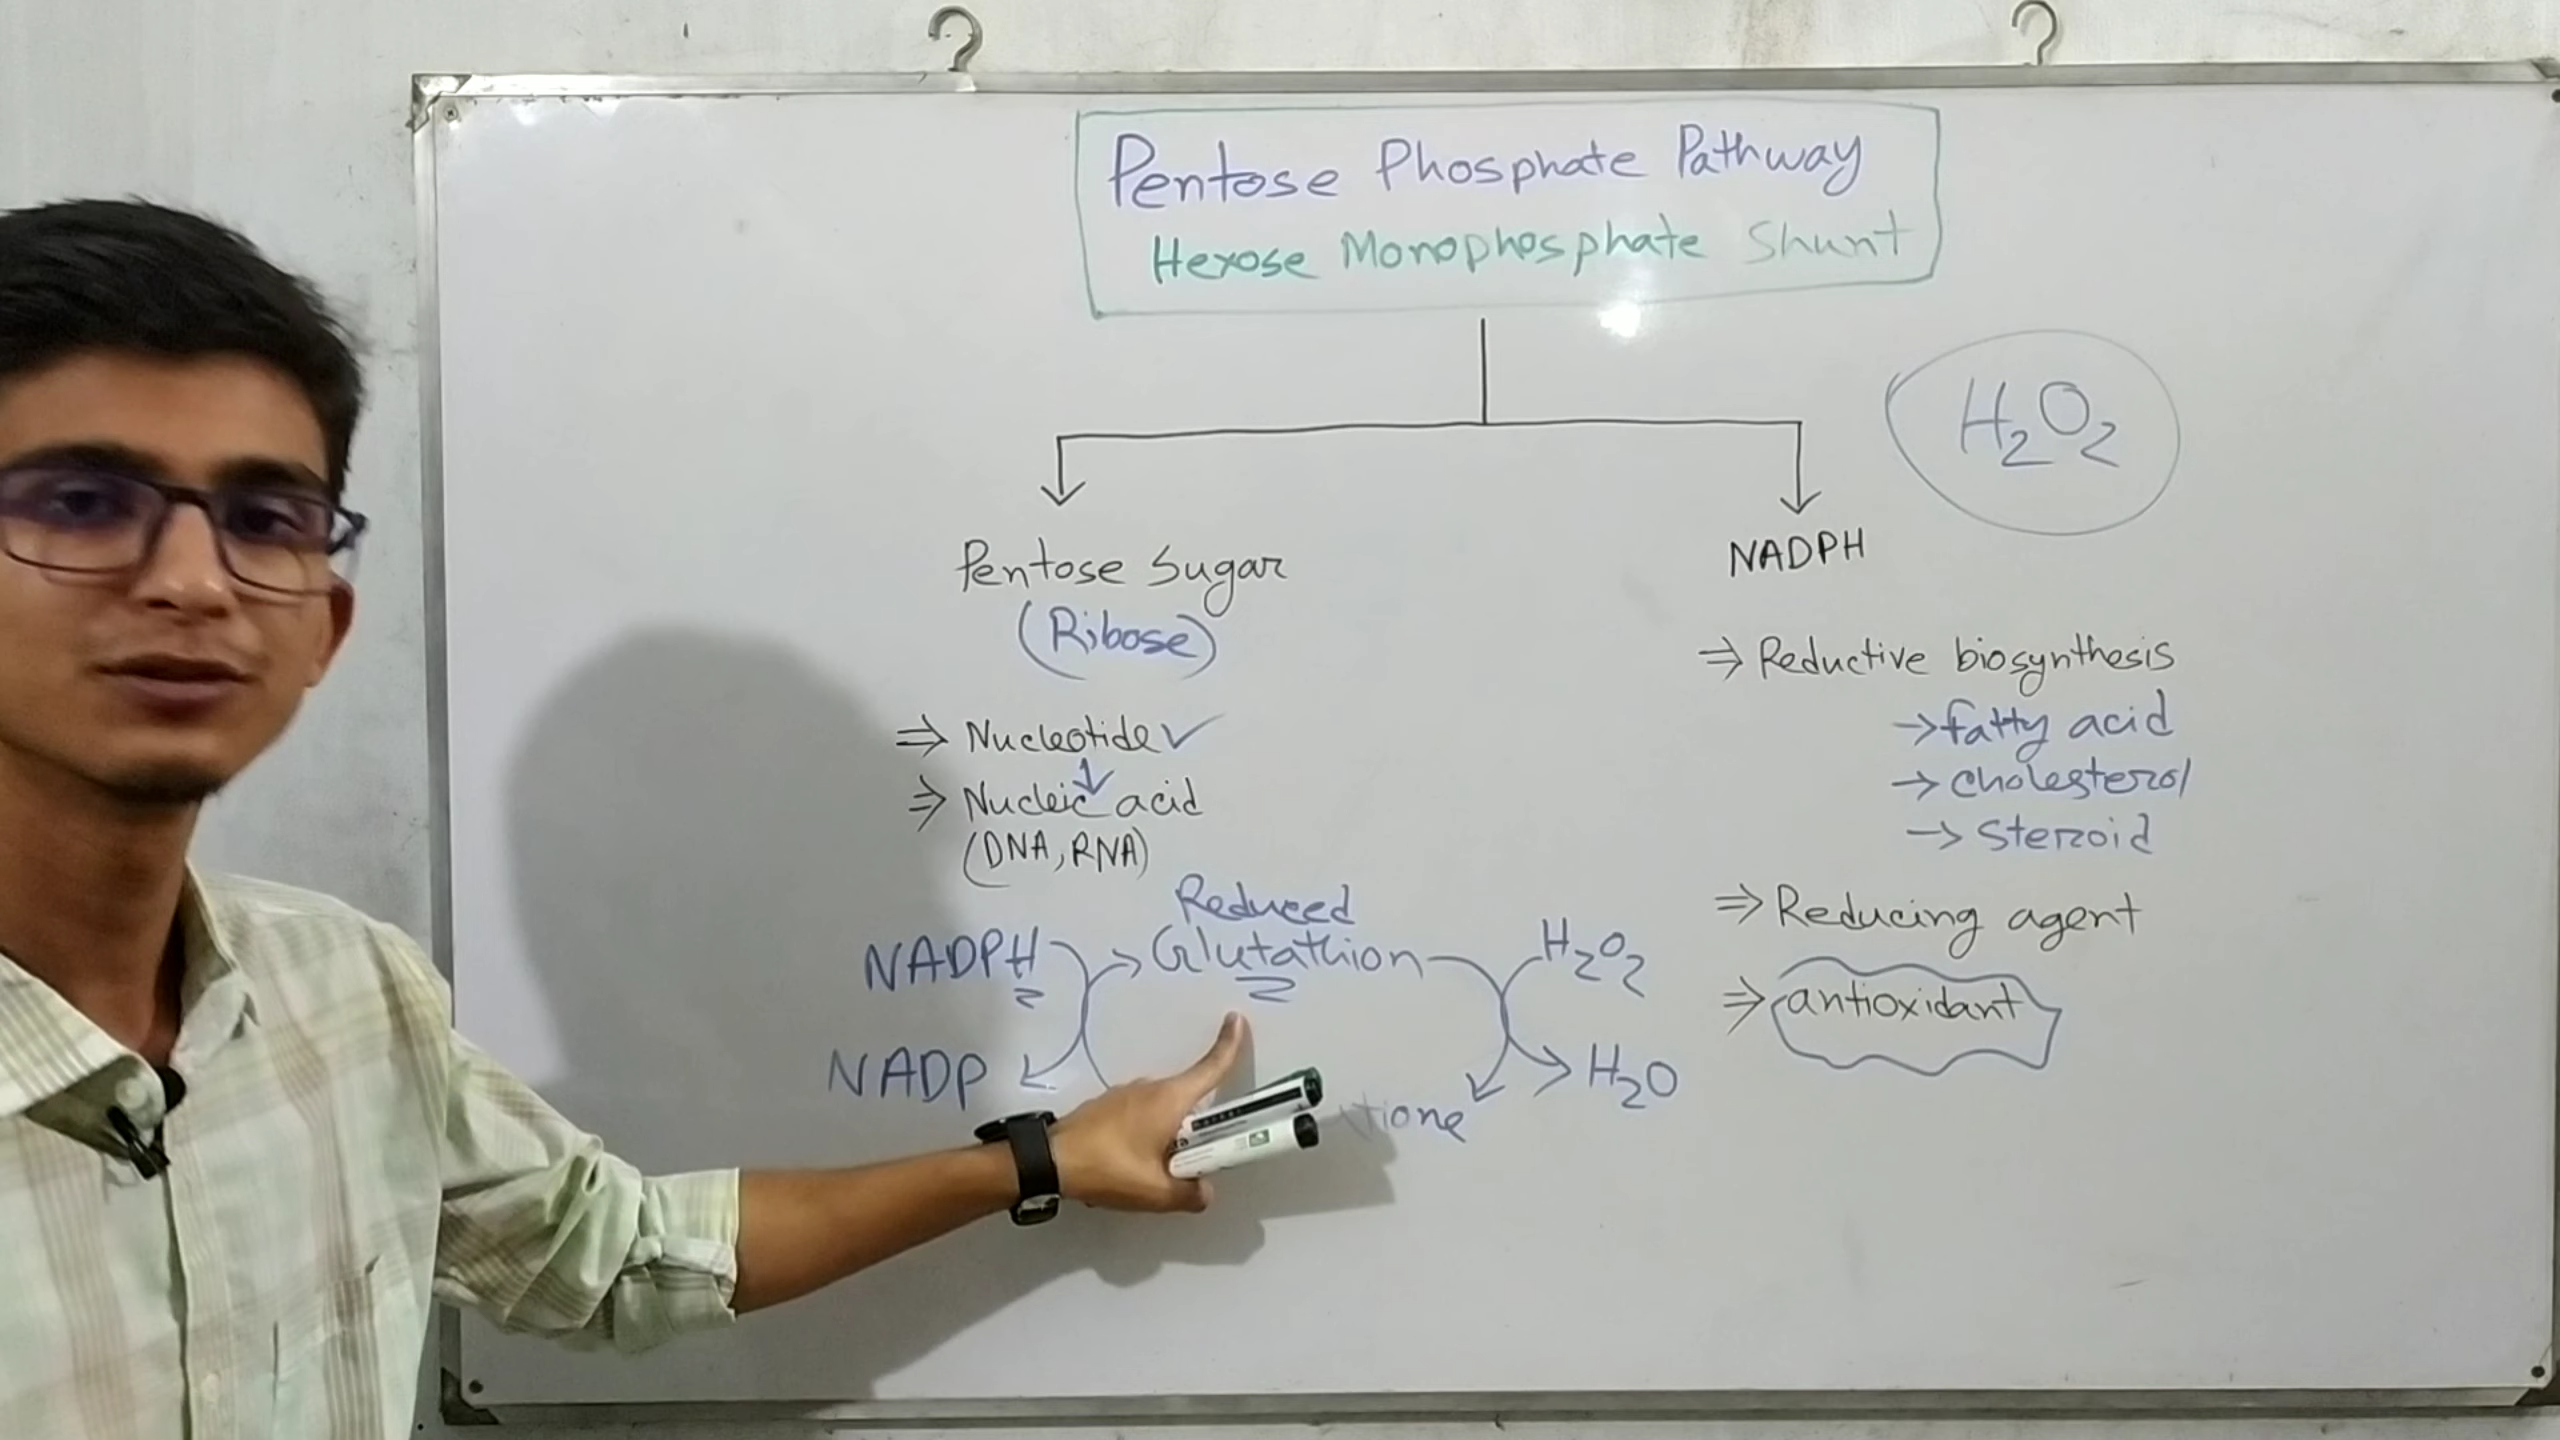 Pentose Phosphate Pathway
Hexose Monophosphate Shunt
H2O2
Pentose Sugar
(Ribose)
NADPH
⇒ Nucleotide ✓
↓
⇒ Nucleic acid
(DNA, RNA)
⇒ Reductive biosynthesis
→ fatty acid
→ cholesterol
→ steroid
⇒ Reducing agent
⇒ antioxidant
Reduced
NADPH → Glutathion H2O2
NADP H2O